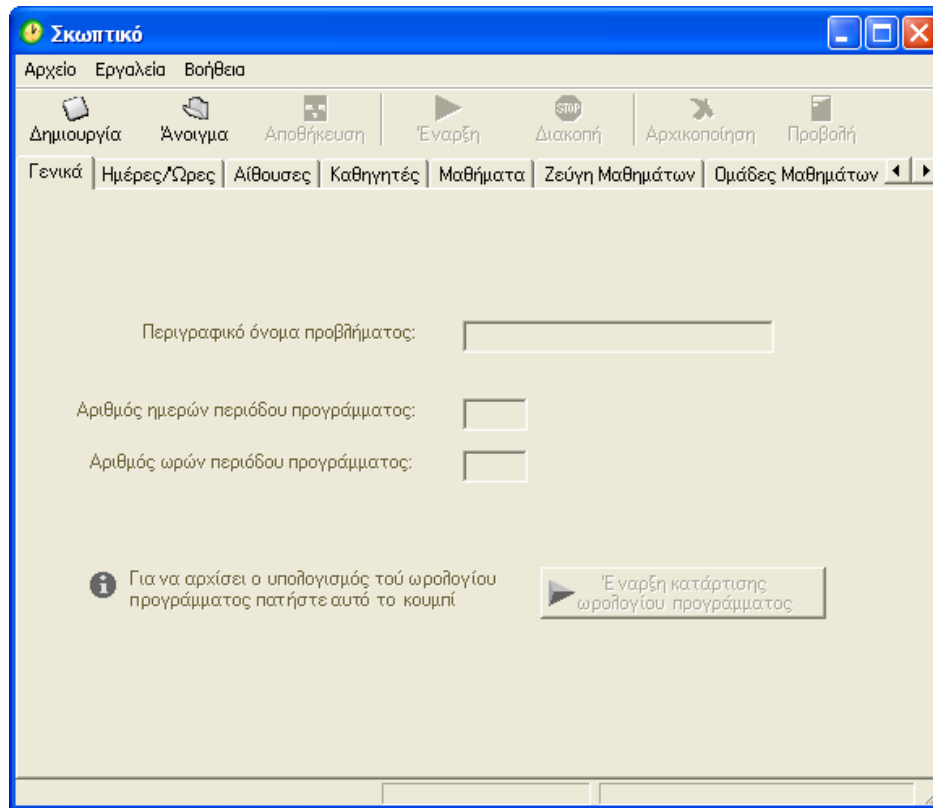 Σκωπτικό
Αρχείο Εργαλεία Βοήθεια
Δημιουργία Άνοιγμα Αποθήκευση Έναρξη STOP Διακοπή Αρχικοποίηση Προβολή
Γενικά Ημέρες/Ώρες Αίθουσες Καθηγητές Μαθήματα Ζεύγη Μαθημάτων Ομάδες Μαθημάτων
Περιγραφικό όνομα προβλήματος:
Αριθμός ημερών περιόδου προγράμματος:
Αριθμός ωρών περιόδου προγράμματος:
Για να αρχίσει ο υπολογισμός τού ωρολογίου
προγράμματος πατήστε αυτό το κουμπί
Έναρξη κατάρτισης
ωρολογίου προγράμματος